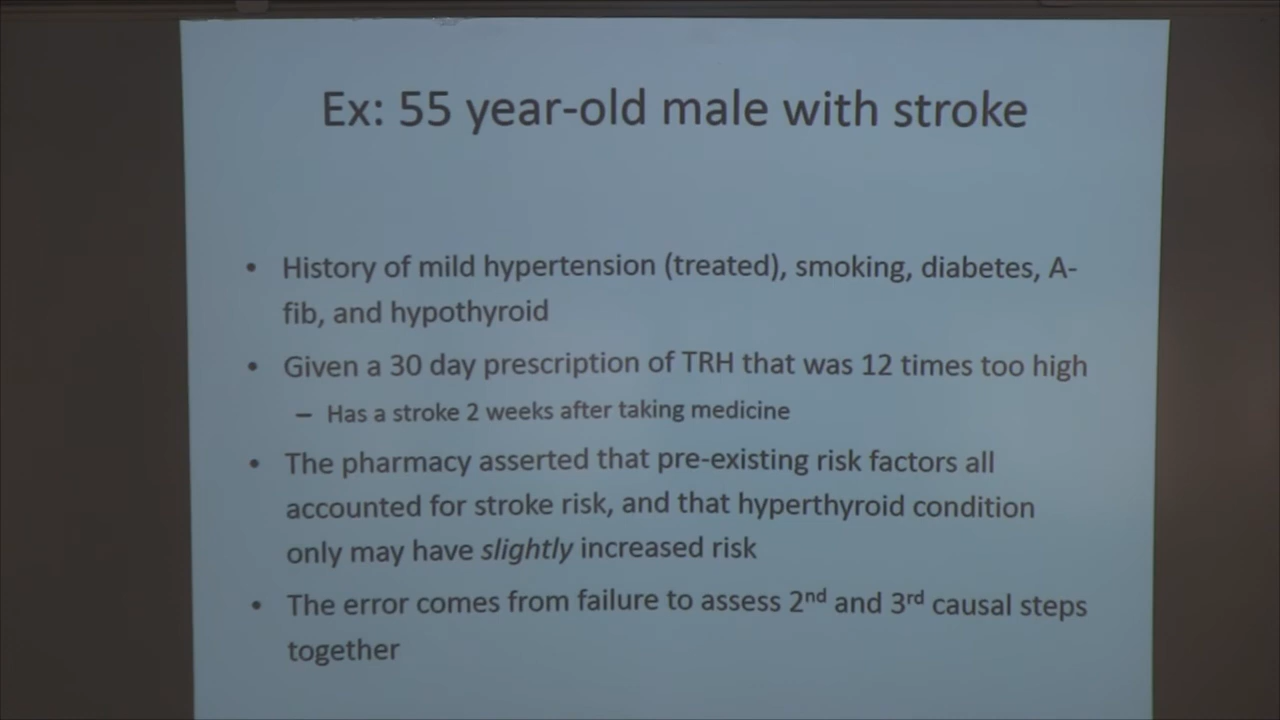 Ex: 55 year-old male with stroke
• History of mild hypertension (treated), smoking, diabetes, A-
fib, and hypothyroid
• Given a 30 day prescription of TRH that was 12 times too high
– Has a stroke 2 weeks after taking medicine
• The pharmacy asserted that pre-existing risk factors all
accounted for stroke risk, and that hyperthyroid condition
only may have slightly increased risk
• The error comes from failure to assess 2nd and 3rd causal steps
together